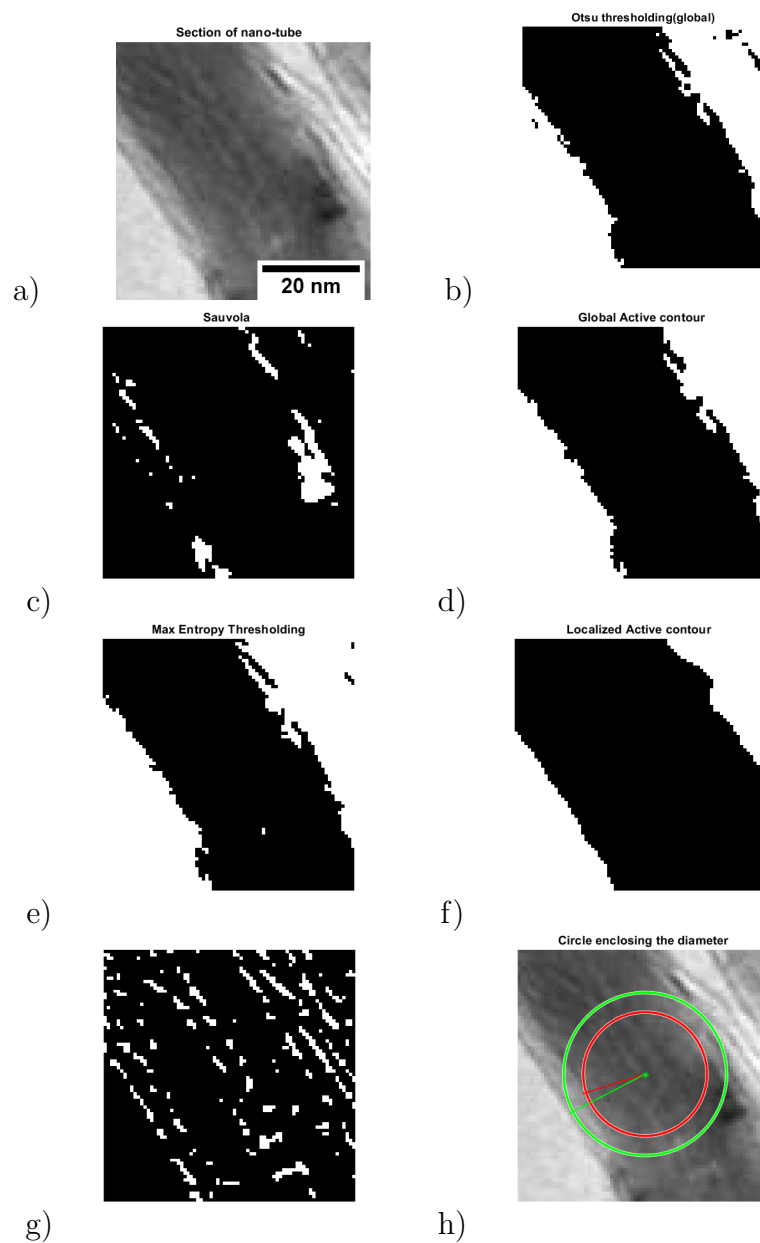 Section of nano-tube
Otsu thresholding(global)
20 nm
a)
b)
Sauvola
Global Active contour
c)
d)
Max Entropy Thresholding
Localized Active contour
e)
f)
Circle enclosing the diameter
g)
h)